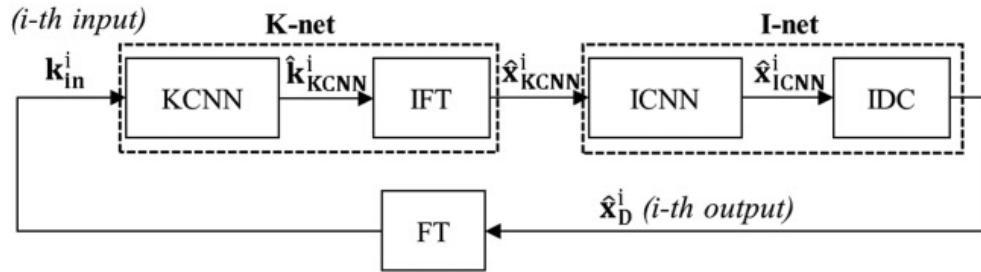 (i-th input)
K-net
I-net
k^i_in
KCNN
k̂^i_KCNN
IFT
x̂^i_KCNN
ICNN
x̂^i_ICNN
IDC
FT
x̂^i_D (i-th output)